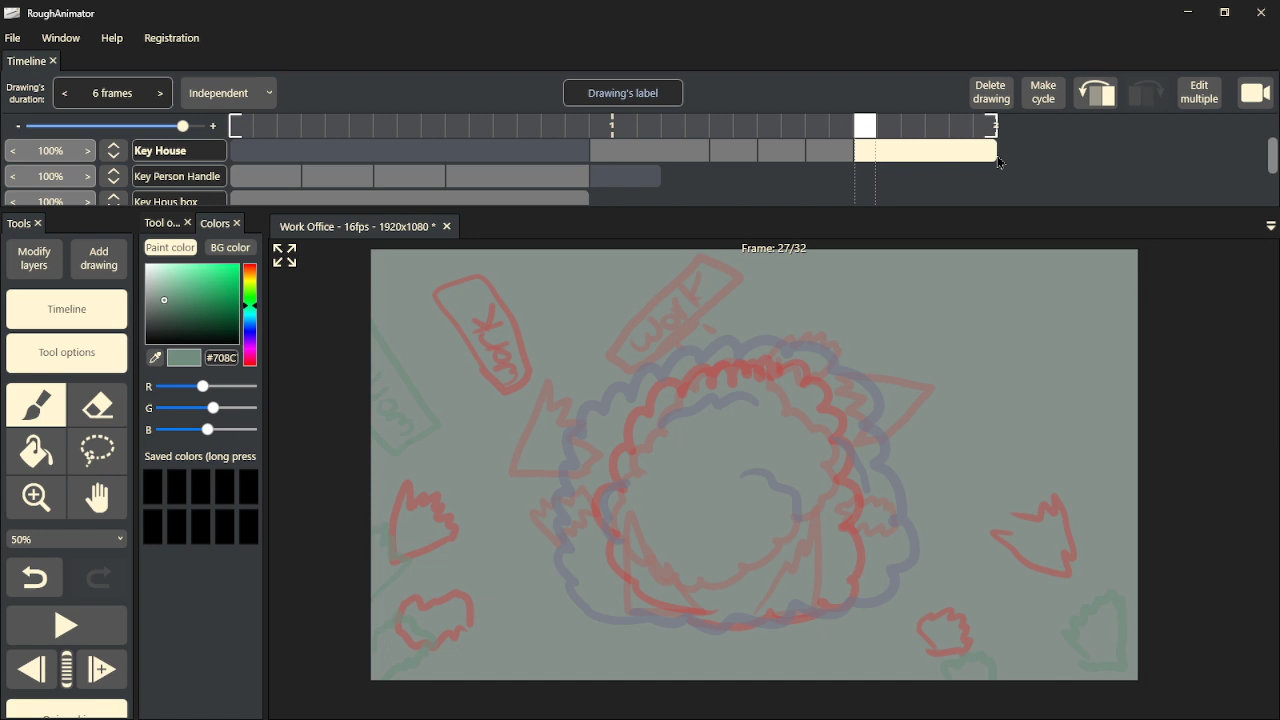 RoughAnimator
File Window Help Registration
Timeline
Drawing's duration: < 6 frames > Independent Drawing's label Delete drawing Make cycle Edit multiple
- + 1 2
< 100% > Key House
< 100% > Key Person Handle
< 100% > Key Hous box
Tools Tool o... Colors Work Office - 16fps - 1920x1080 *
Modify layers Add drawing Paint color BG color Frame: 27/32
Timeline
Tool options
#708C
R
G
B
Saved colors (long press
50%
Work
Work